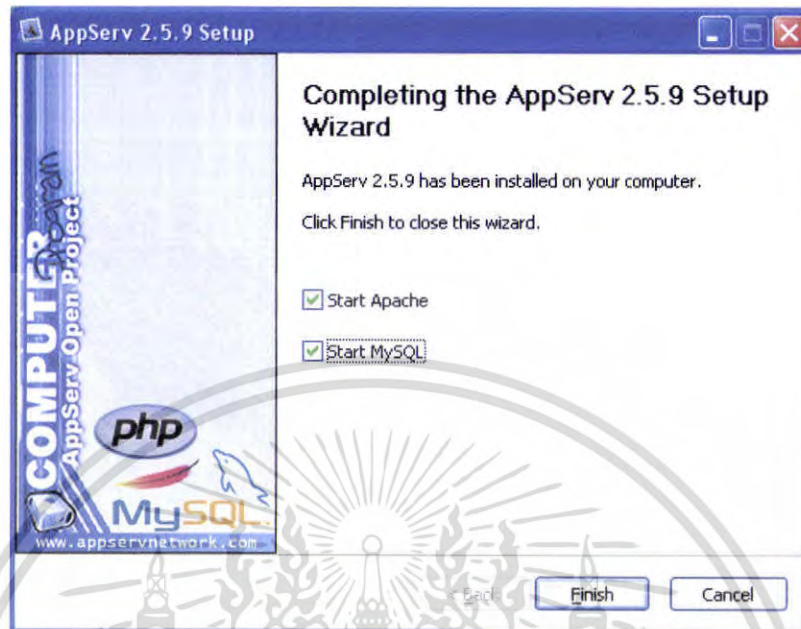 AppServ 2.5.9 Setup
Completing the AppServ 2.5.9 Setup
Wizard
AppServ 2.5.9 has been installed on your computer.
Click Finish to close this wizard.
Start Apache
Start MySQL
COMPUTER
Program
AppServ Open Project
php
MySQL
www.appservnetwork.com
< Back
Finish
Cancel